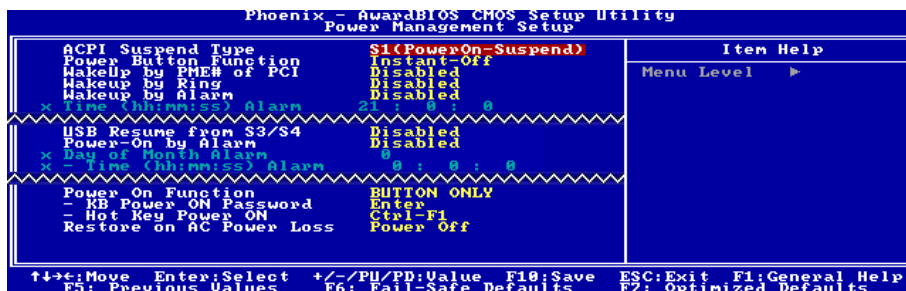 Phoenix - AwardBIOS CMOS Setup Utility
Power Management Setup
ACPI Suspend Type S1(PowerOn-Suspend)
Power Button Function Instant-Off
WakeUp by PME# of PCI Disabled
Wakeup by Ring Disabled
Wakeup by Alarm Disabled
x Time (hh:mm:ss) Alarm 21 : 0 : 0
USB Resume from S3/S4 Disabled
Power-On by Alarm Disabled
x Day of Month Alarm 0
x - Time (hh:mm:ss) Alarm 0 : 0 : 0
Power On Function BUTTON ONLY
- KB Power ON Password Enter
- Hot Key Power ON Ctrl-F1
Restore on AC Power Loss Power Off
Item Help
Menu Level ►
↑↓→←:Move Enter:Select +/-/PU/PD:Value F10:Save ESC:Exit F1:General Help
F5: Previous Values F6: Fail-Safe Defaults F7: Optimized Defaults